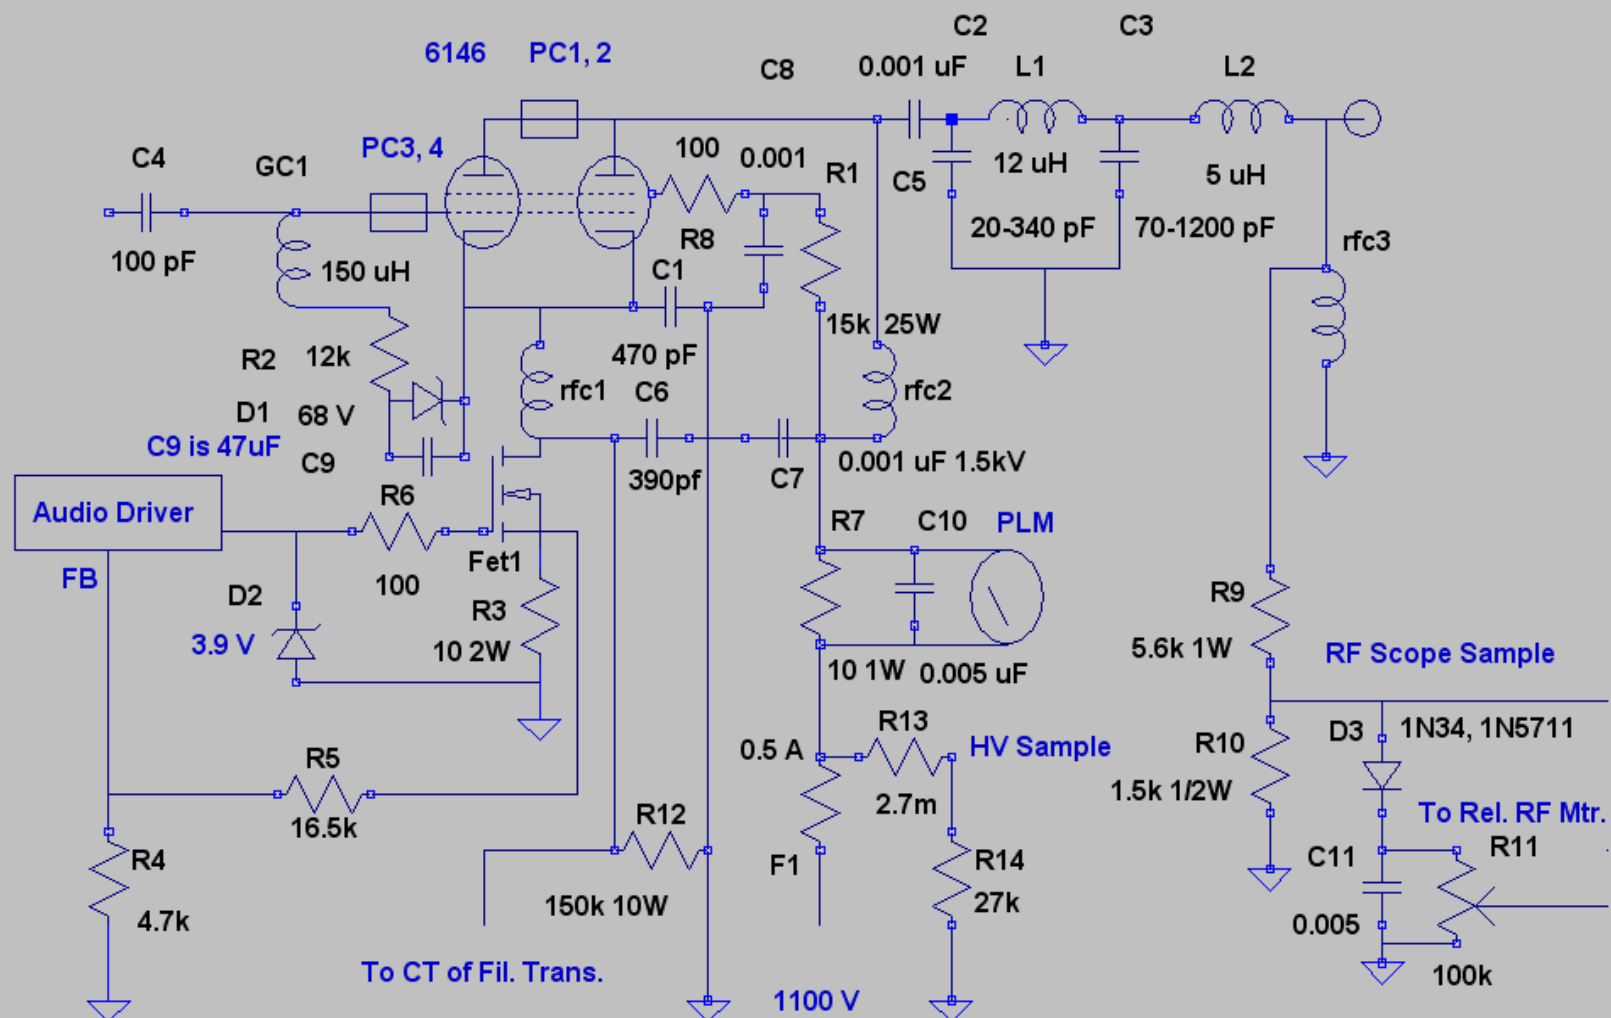 C2
C3
6146
PC1, 2
C8
0.001 uF
L1
L2
C4
PC3, 4
GC1
100
0.001
R1
C5
12 uH
5 uH
100 pF
150 uH
R8
C1
20-340 pF
70-1200 pF
rfc3
R2
12k
470 pF
15k 25W
D1
68 V
rfc1
C6
rfc2
C9 is 47uF
C9
390pf
C7
0.001 uF 1.5kV
Audio Driver
R6
R7
C10
PLM
FB
100
Fet1
D2
3.9 V
R3
10 2W
R9
5.6k 1W
RF Scope Sample
10 1W
0.005 uF
R13
HV Sample
0.5 A
R10
D3
1N34, 1N5711
R5
16.5k
2.7m
1.5k 1/2W
To Rel. RF Mtr.
R12
R4
F1
R14
C11
R11
4.7k
150k 10W
27k
0.005
To CT of Fil. Trans.
100k
1100 V